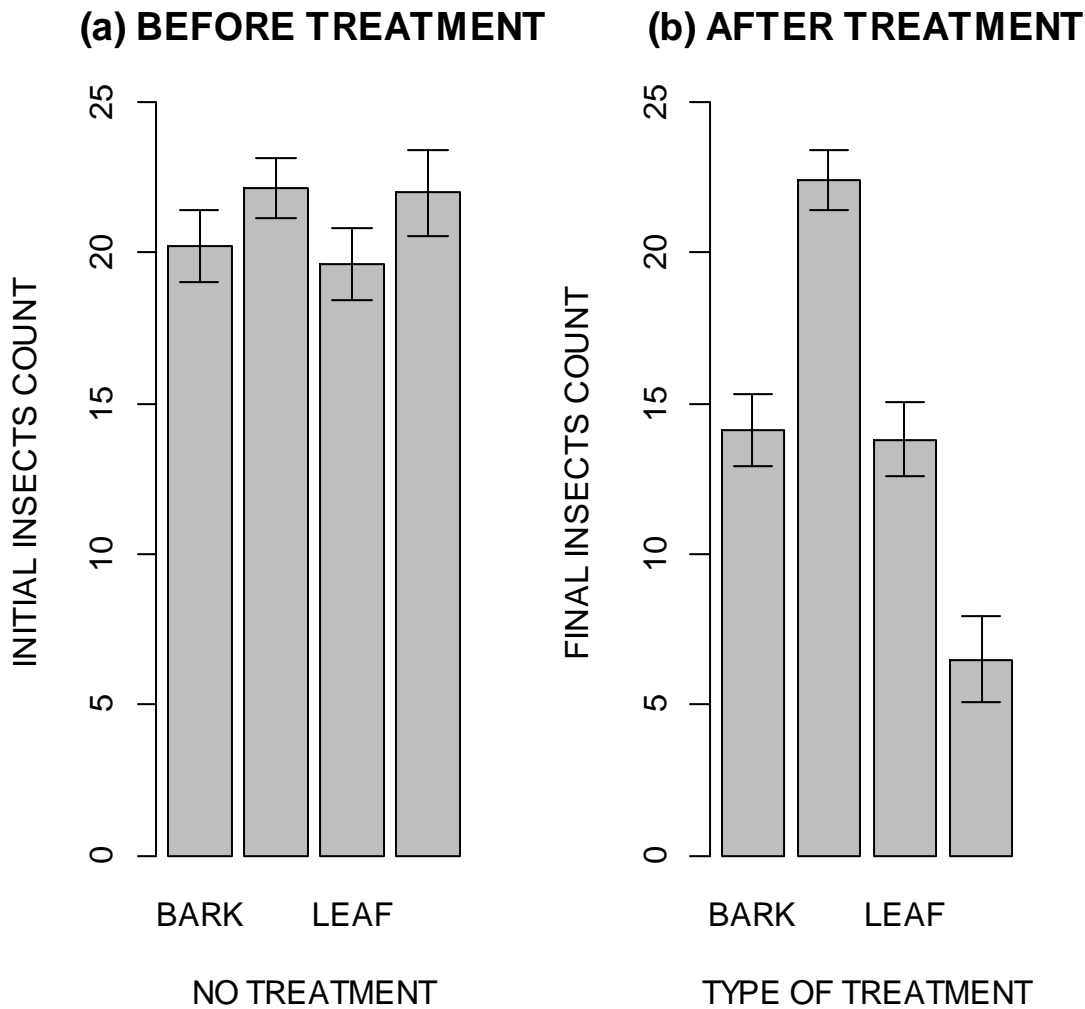 (a) BEFORE TREATMENT
INITIAL INSECTS COUNT
25
20
15
10
5
0
BARK LEAF
NO TREATMENT
(b) AFTER TREATMENT
FINAL INSECTS COUNT
25
20
15
10
5
0
BARK LEAF
TYPE OF TREATMENT